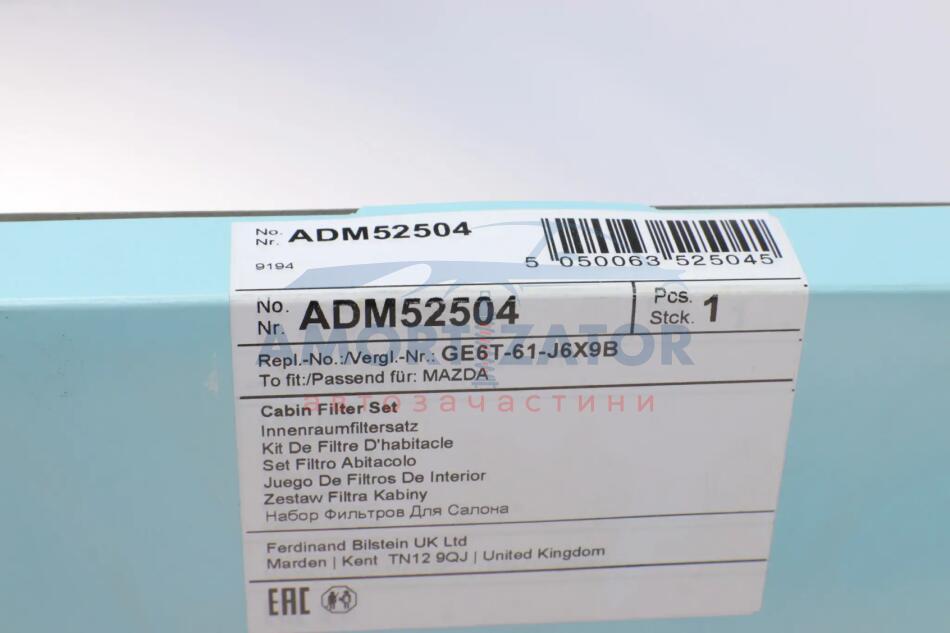 No. ADM52504
Nr.
9194
5 050063 525045
No. ADM52504
Nr.
Pcs. 1
Stck.
AMORTIZATOR
Repl.-No.:/Vergl.-Nr.: GE6T-61-J6X9B
To fit:/Passend für: MAZDA
автозачастини
Cabin Filter Set
Innenraumfiltersatz
Kit De Filtre D'habitacle
Set Filtro Abitacolo
Juego De Filtros De Interior
Zestaw Filtra Kabiny
Набор Фильтров Для Салона
Ferdinand Bilstein UK Ltd
Marden | Kent TN12 9QJ | United Kingdom
EAC